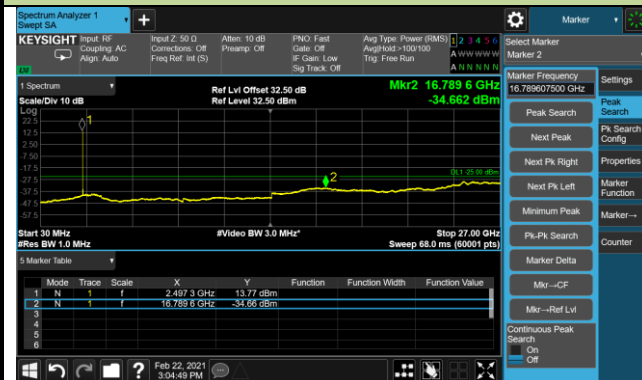 Spectrum Analyzer 1
Swept SA
+
Marker
KEYSIGHT
Input: RF
Coupling: AC
Align: Auto
Input Z: 50 Ω
Corrections: Off
Freq Ref: Int (S)
Atten: 10 dB
Preamp: Off
PNO: Fast
Gate: Off
IF Gain: Low
Sig Track: Off
Avg Type: Power (RMS)
Avg|Hold:>100/100
Trig: Free Run
1 2 3 4 5 6
A W W W W W
A N N N N N
Select Marker
Marker 2
1 Spectrum
Scale/Div 10 dB
Ref Lvl Offset 32.50 dB
Ref Level 32.50 dBm
Mkr2 16.789 6 GHz
-34.662 dBm
Log
22.5
12.5
2.50
-7.50
-17.5
-27.5
-37.5
-47.5
-57.5
1
2
DL1 -25.00 dBm
Start 30 MHz
#Res BW 1.0 MHz
#Video BW 3.0 MHz*
Stop 27.00 GHz
Sweep 68.0 ms (60001 pts)
5 Marker Table
Mode Trace Scale X Y Function Function Width Function Value
1 N 1 f 2.497 3 GHz 13.77 dBm
2 N 1 f 16.789 6 GHz -34.66 dBm
3
4
5
6
Marker Frequency
16.789607500 GHz
Peak Search
Next Peak
Next Pk Right
Next Pk Left
Minimum Peak
Pk-Pk Search
Marker Delta
Mkr→CF
Mkr→Ref Lvl
Continuous Peak
Search
On
Off
Settings
Peak
Search
Pk Search
Config
Properties
Marker
Function
Marker→
Counter
?
Feb 22, 2021
3:04:49 PM